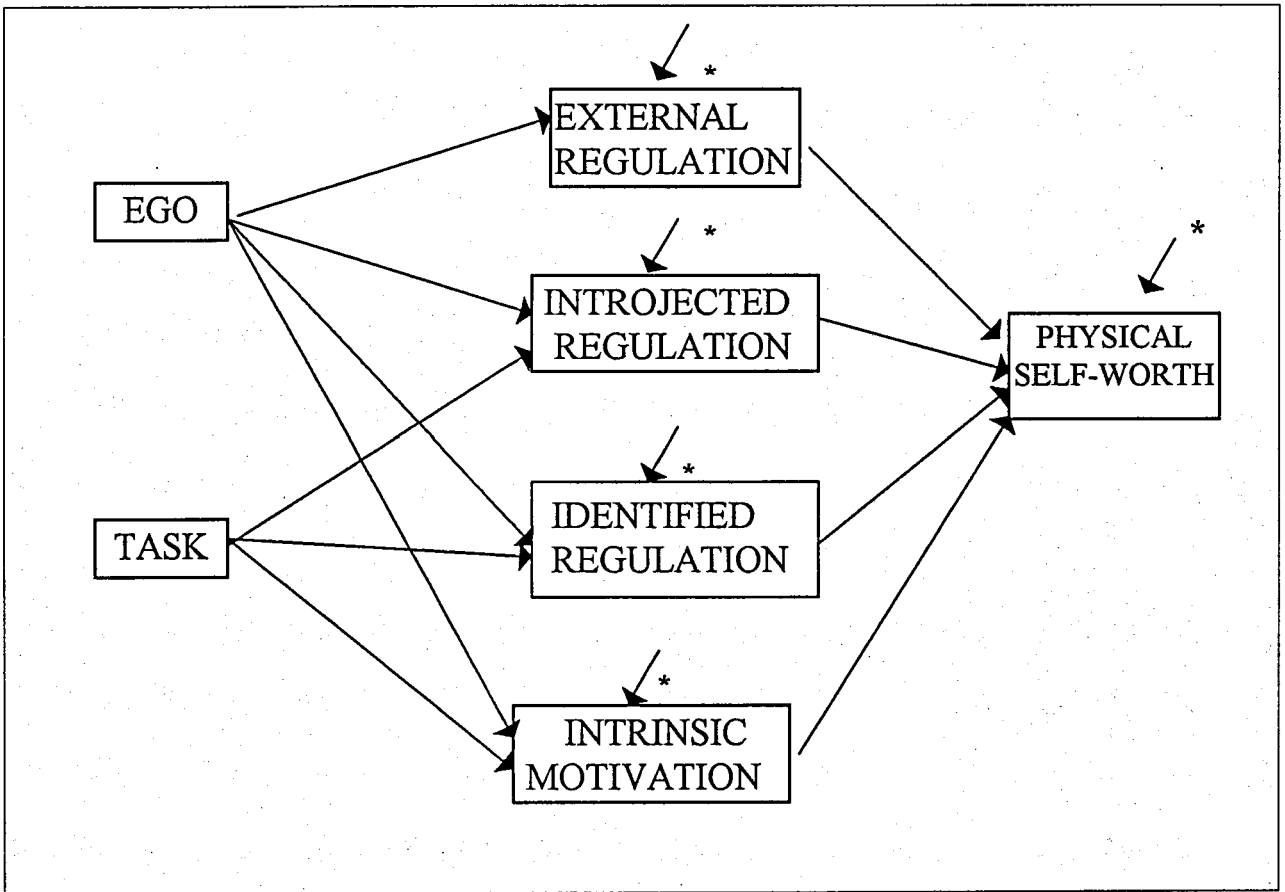 *
EXTERNAL
REGULATION
EGO
*
*
INTROJECTED
REGULATION
PHYSICAL
SELF-WORTH
*
IDENTIFIED
REGULATION
TASK
*
INTRINSIC
MOTIVATION